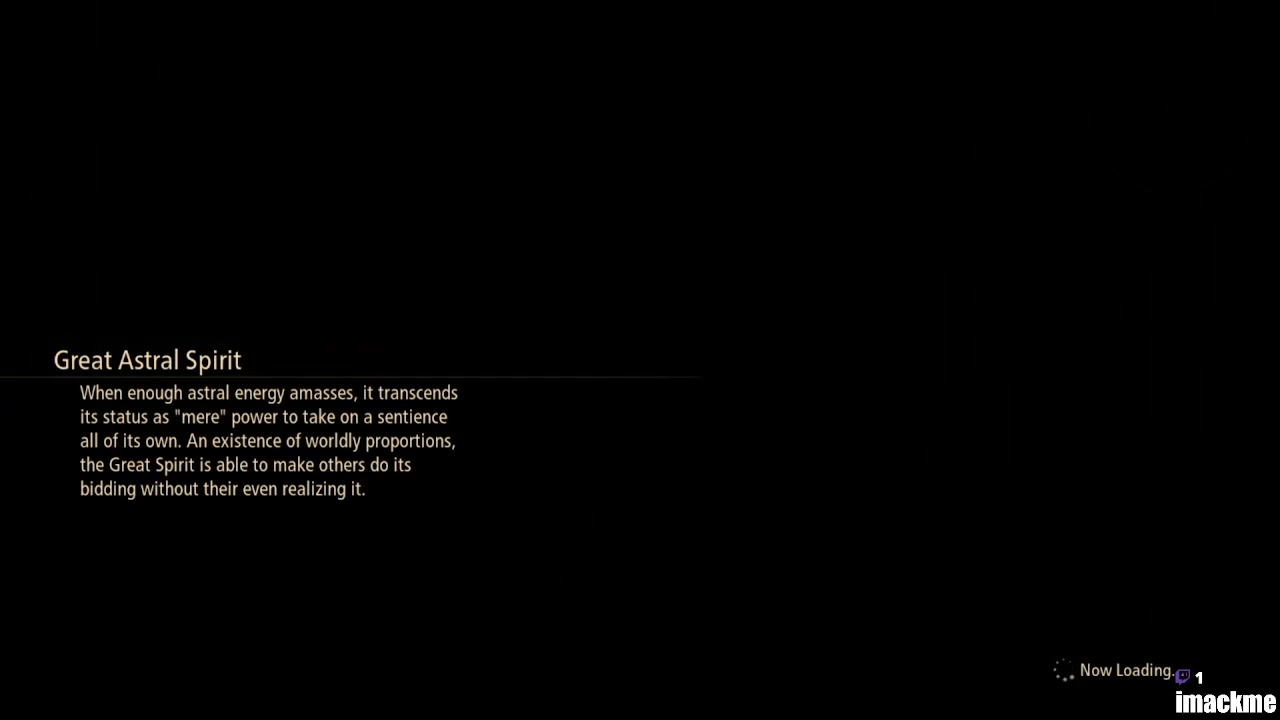 Great Astral Spirit
When enough astral energy amasses, it transcends
its status as "mere" power to take on a sentience
all of its own. An existence of worldly proportions,
the Great Spirit is able to make others do its
bidding without their even realizing it.
Now Loading.
1
imackme